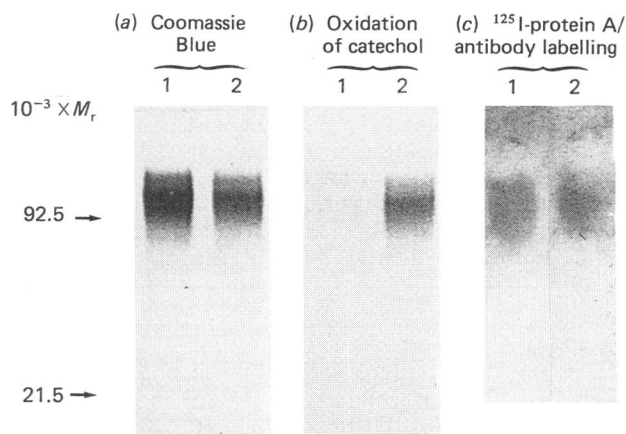 (a) Coomassie Blue
(b) Oxidation of catechol
(c) ¹²⁵I-protein A/ antibody labelling
1 2
1 2
1 2
10⁻³ × Mᵣ
92.5
21.5